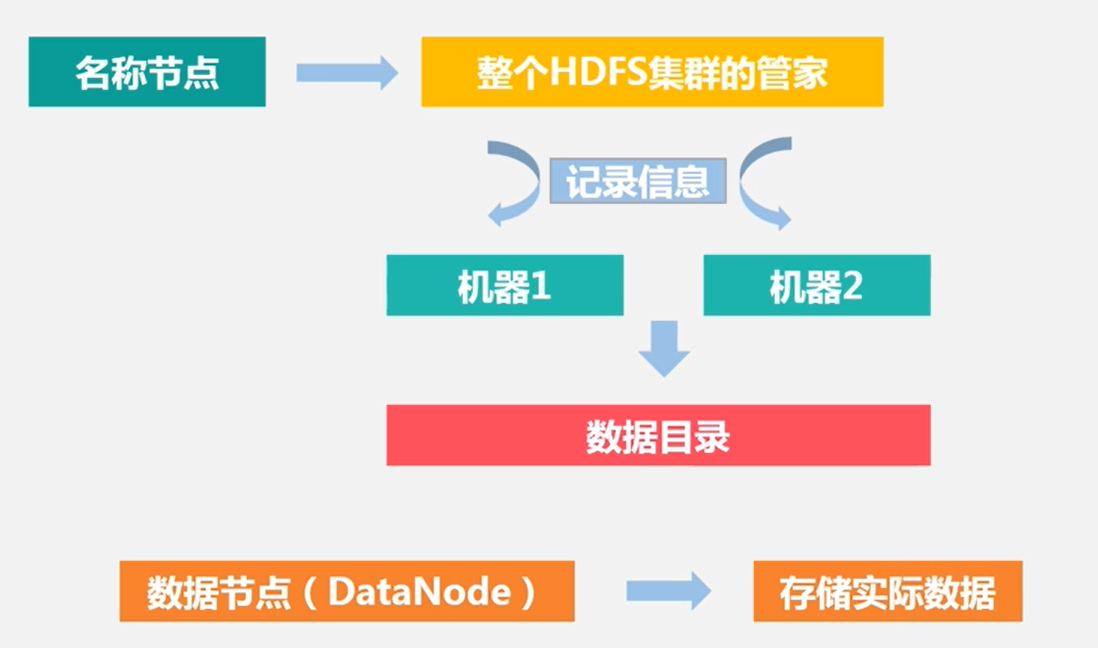 名称节点
整个HDFS集群的管家
记录信息
机器1
机器2
数据目录
数据节点（DataNode）
存储实际数据